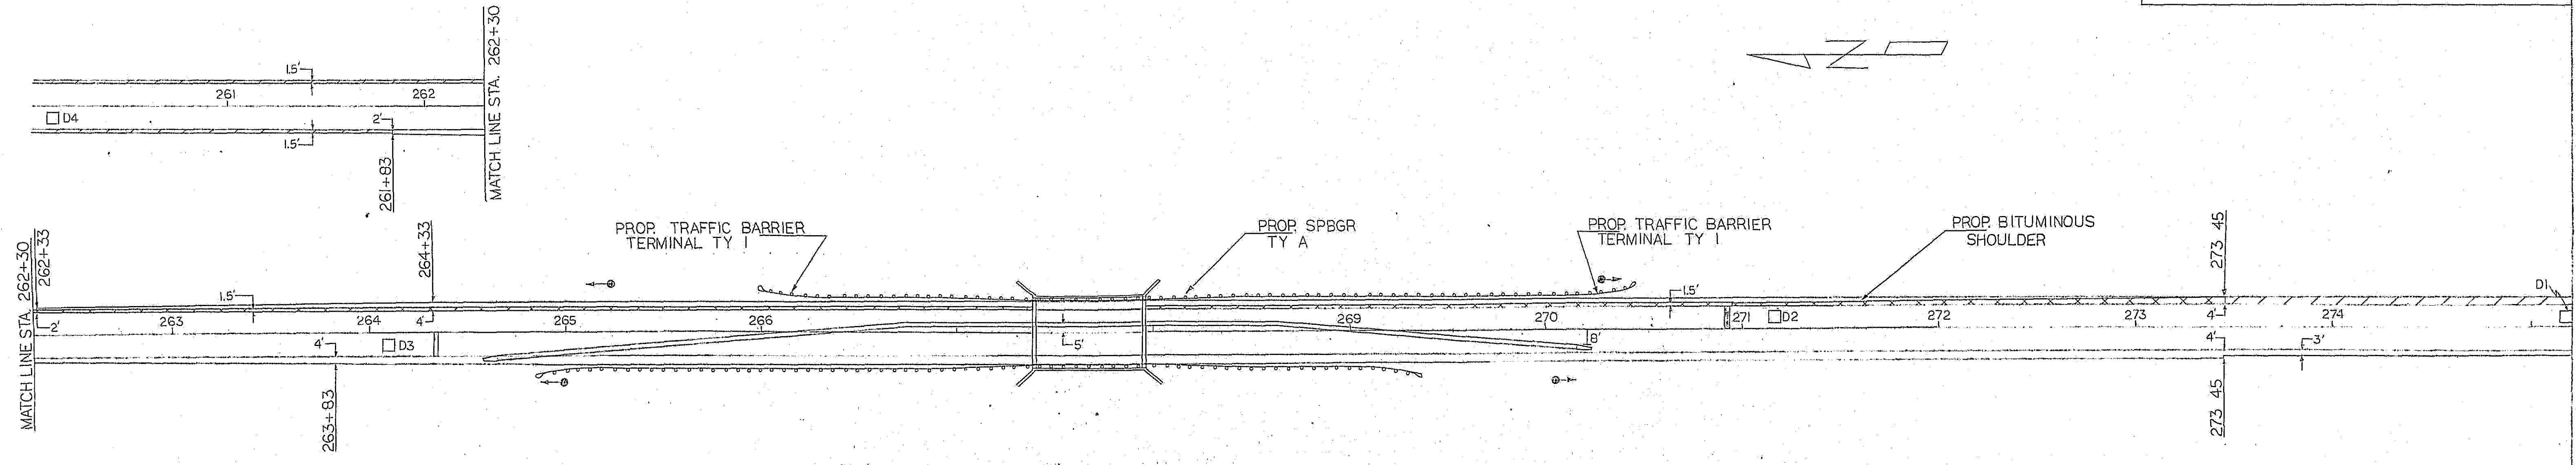 1.5'
261
262
D4
2'
1.5'
261+83
MATCH LINE STA. 262+30
PROP. TRAFFIC BARRIER
TERMINAL TY 1
PROP. SPBGR
TY A
PROP. TRAFFIC BARRIER
TERMINAL TY 1
PROP. BITUMINOUS
SHOULDER
MATCH LINE STA. 262+30
262+33
264+33
273 45
1.5'
1.5'
D1
2'
263
264
4'
265
266
269
270
271
D2
272
273
4'
274
4'
D3
5'
8'
4'
3'
263+83
273 45